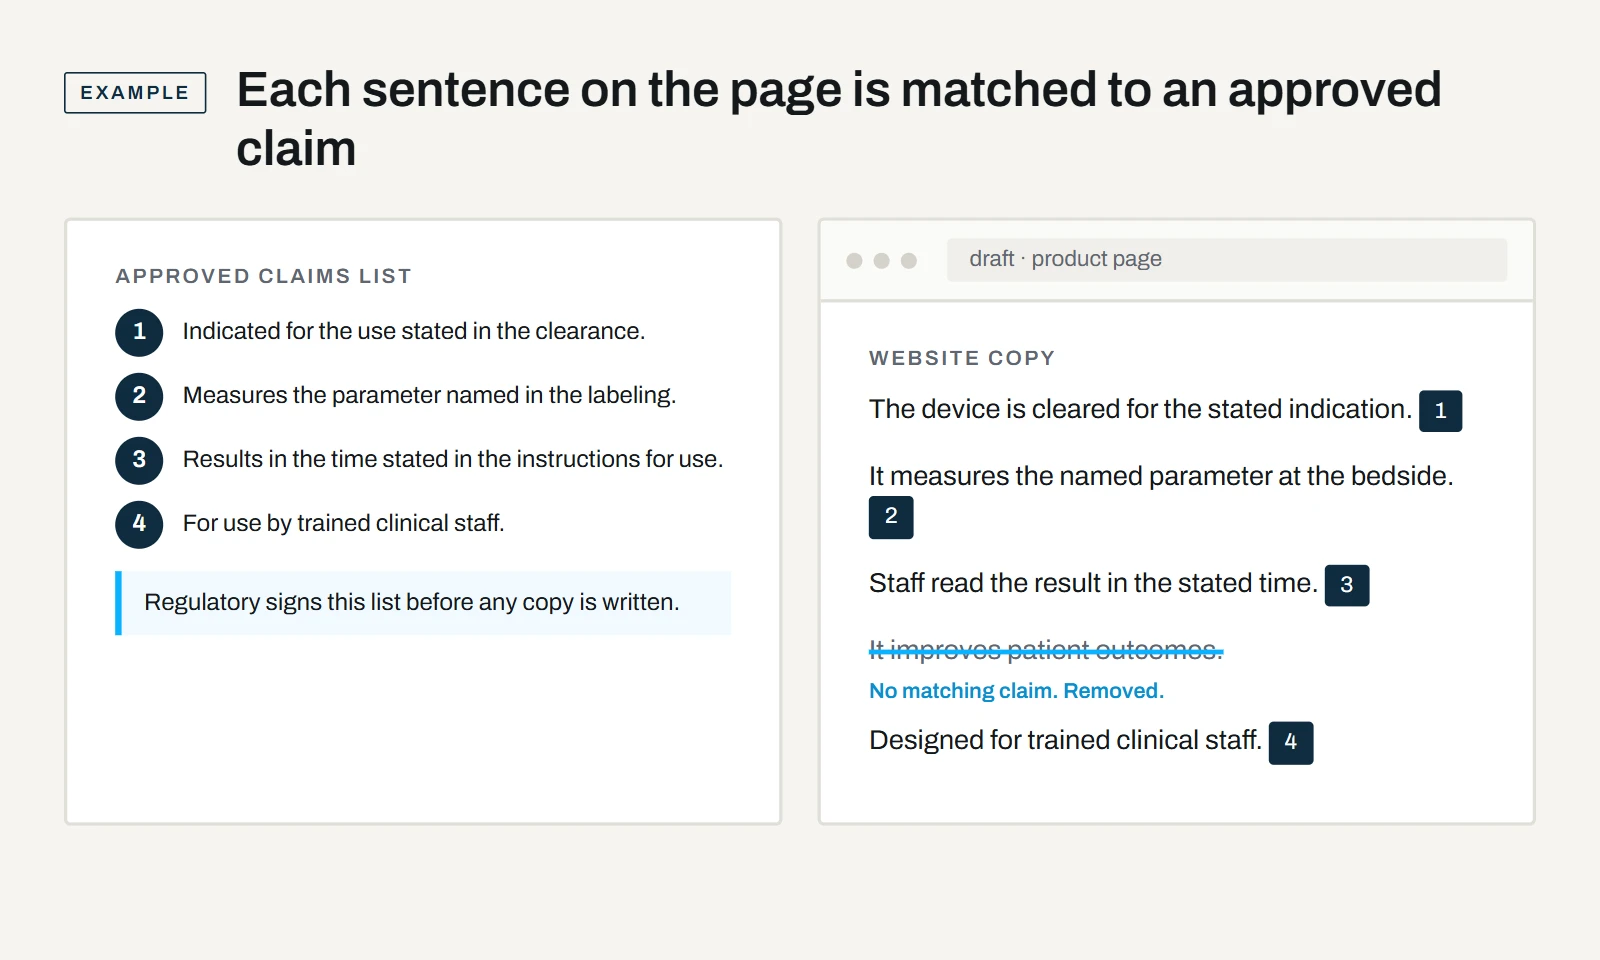 EXAMPLE
Each sentence on the page is matched to an approved
claim
APPROVED CLAIMS LIST
1 Indicated for the use stated in the clearance.
2 Measures the parameter named in the labeling.
3 Results in the time stated in the instructions for use.
4 For use by trained clinical staff.
Regulatory signs this list before any copy is written.
draft · product page
WEBSITE COPY
The device is cleared for the stated indication. 1
It measures the named parameter at the bedside.
2
Staff read the result in the stated time. 3
It improves patient outcomes.
No matching claim. Removed.
Designed for trained clinical staff. 4